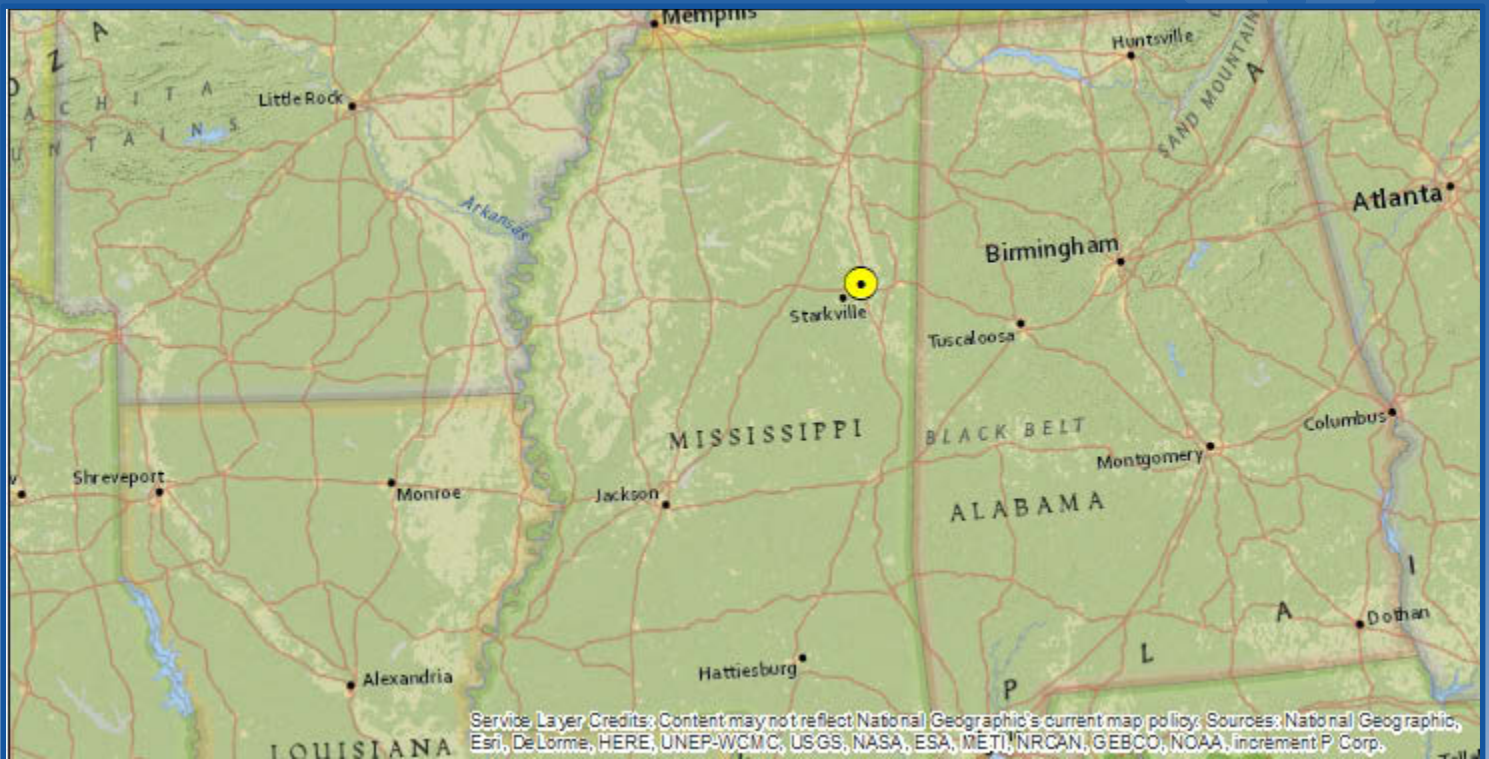 Memphis
Huntsville
SAND MOUNTAIN
A
Z
A
Little Rock
A C H I T A
U N T A I N S
Arkansas
Atlanta
Birmingham
Starkville
Tuscaloosa
MISSISSIPPI
BLACK BELT
Columbus
Montgomery
Shreveport
Monroe
Jackson
ALABAMA
I
A
Dothan
L
Hattiesburg
Alexandria
P
LOUISIANA
Service Layer Credits: Content may not reflect National Geographic's current map policy. Sources: National Geographic,
Esri, DeLorme, HERE, UNEP-WCMC, USGS, NASA, ESA, METI, NRCAN, GEBCO, NOAA, increment P Corp.